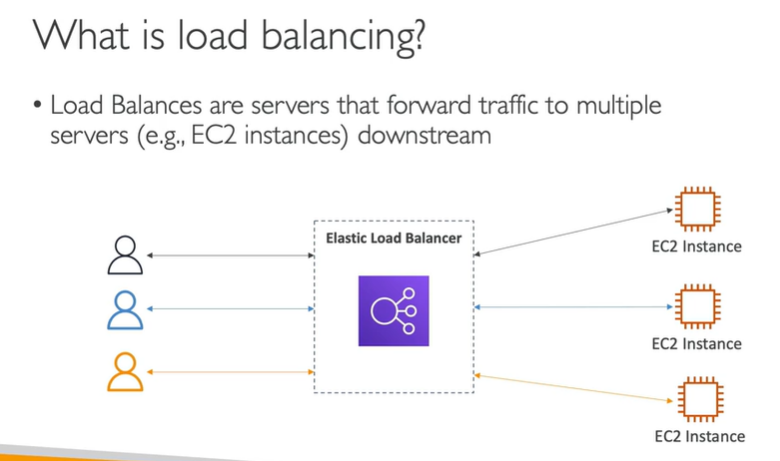 What is load balancing?
• Load Balances are servers that forward traffic to multiple
servers (e.g., EC2 instances) downstream
Elastic Load Balancer
EC2 Instance
EC2 Instance
EC2 Instance